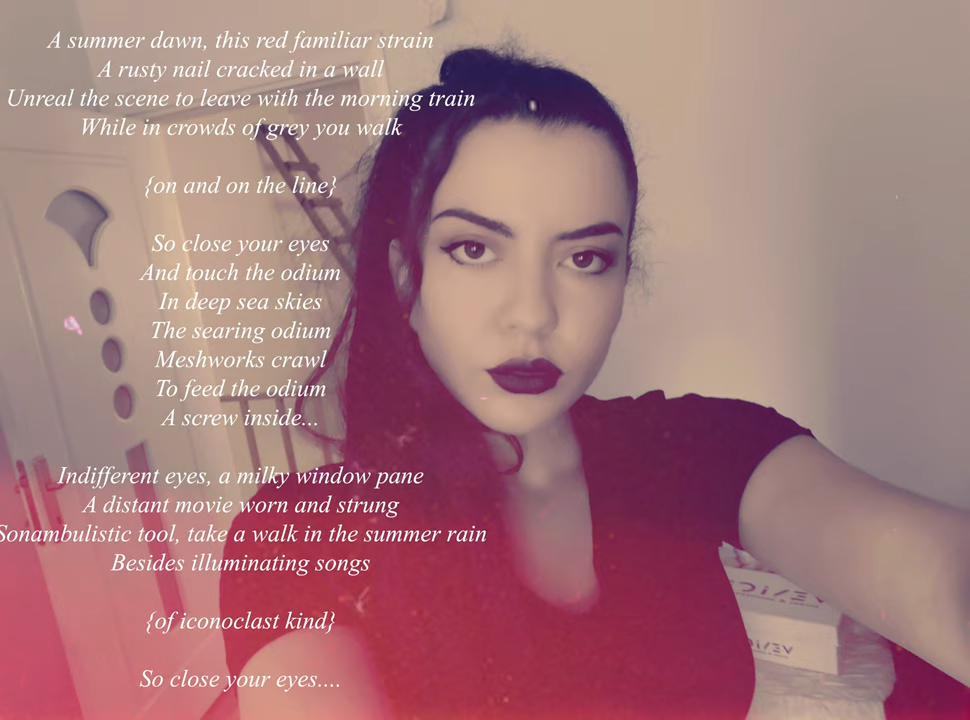 A summer dawn, this red familiar strain
A rusty nail cracked in a wall
Unreal the scene to leave with the morning train
While in crowds of grey you walk
{on and on the line}
So close your eyes
And touch the odium
In deep sea skies
The searing odium
Meshworks crawl
To feed the odium
A screw inside...
Indifferent eyes, a milky window pane
A distant movie worn and strung
Sonambulistic tool, take a walk in the summer rain
Besides illuminating songs
{of iconoclast kind}
So close your eyes....